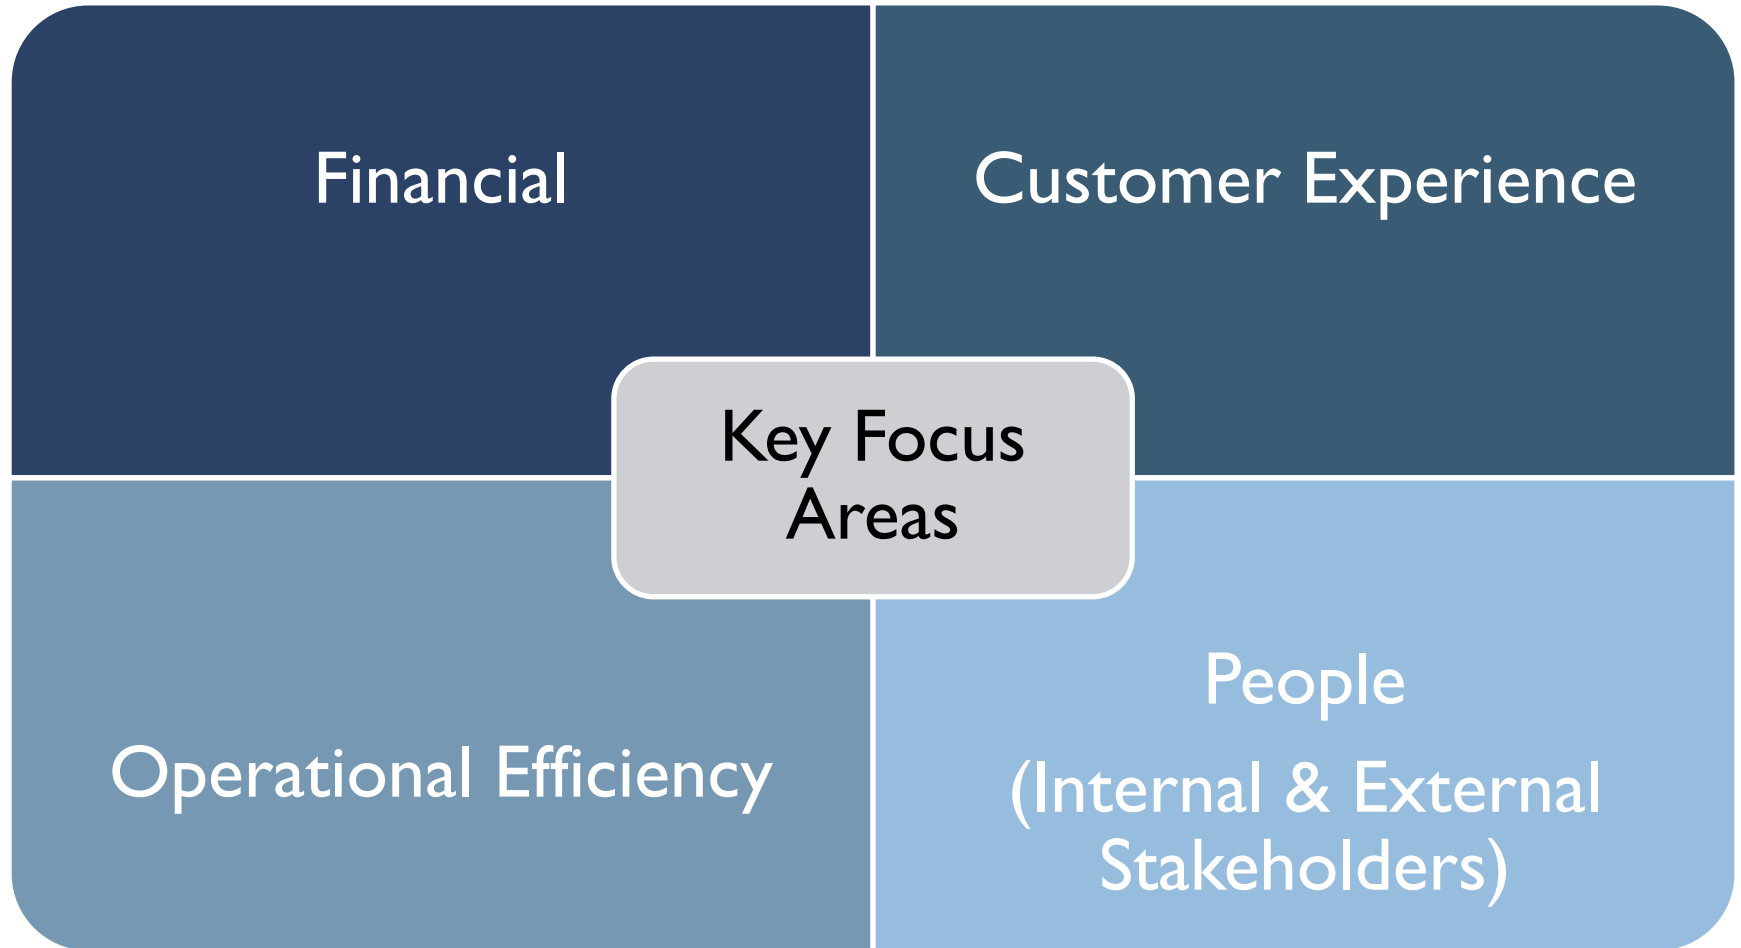 Financial
Customer Experience
Key Focus
Areas
Operational Efficiency
People
(Internal & External
Stakeholders)